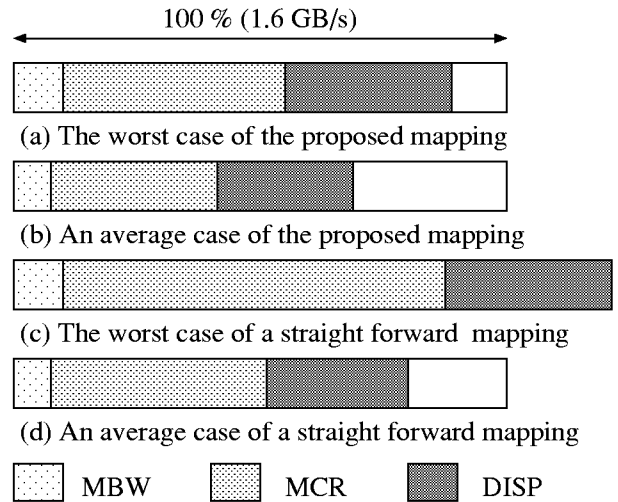 100 % (1.6 GB/s)
(a) The worst case of the proposed mapping
(b) An average case of the proposed mapping
(c) The worst case of a straight forward mapping
(d) An average case of a straight forward mapping
MBW MCR DISP